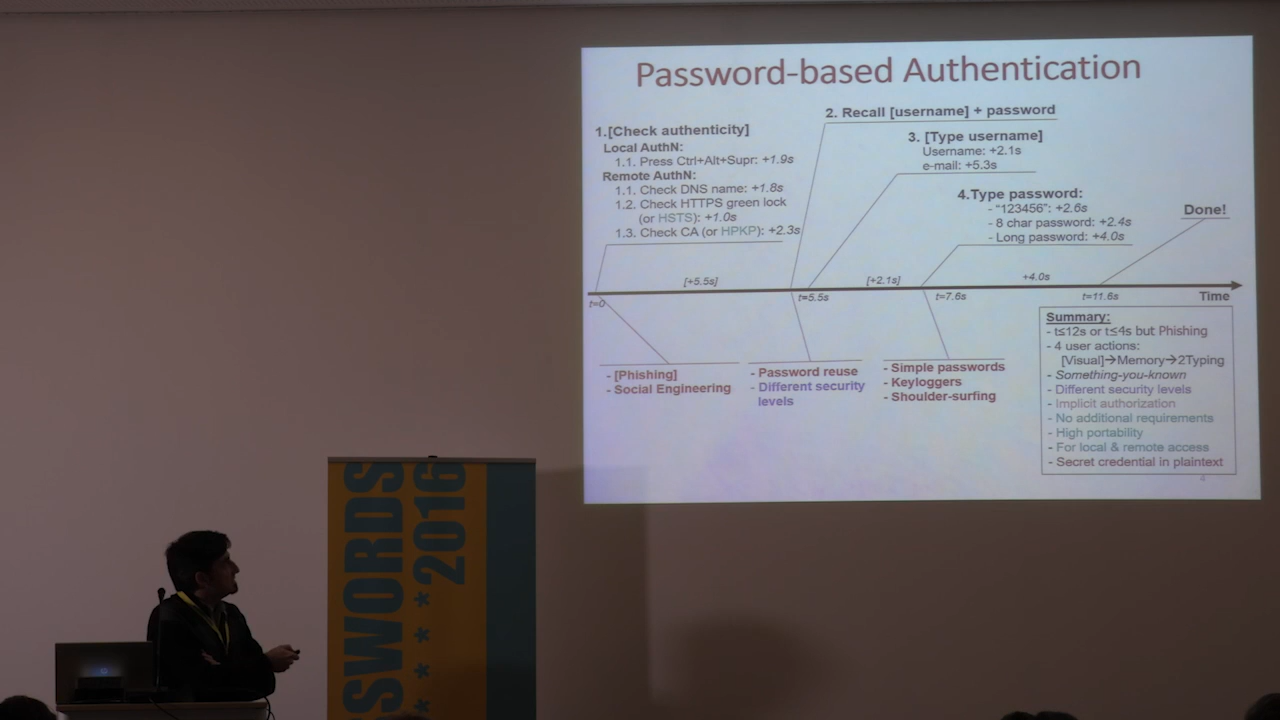 Password-based Authentication
1.[Check authenticity]
Local AuthN:
1.1. Press Ctrl+Alt+Supr: +1.9s
Remote AuthN:
1.1. Check DNS name: +1.8s
1.2. Check HTTPS green lock
(or HSTS): +1.0s
1.3. Check CA (or HPKP): +2.3s
2. Recall [username] + password
3. [Type username]
Username: +2.1s
e-mail: +5.3s
4.Type password:
- "123456": +2.6s
- 8 char password: +2.4s
- Long password: +4.0s
Done!
[+5.5s]
[+2.1s]
+4.0s
t=0
t=5.5s
t=7.6s
t=11.6s
Time
- [Phishing]
- Social Engineering
- Password reuse
- Different security
levels
- Simple passwords
- Keyloggers
- Shoulder-surfing
Summary:
- t≤12s or t≤4s but Phishing
- 4 user actions:
[Visual]→Memory→2Typing
- Something-you-known
- Different security levels
- Implicit authorization
- No additional requirements
- High portability
- For local & remote access
- Secret credential in plaintext
4
SSWORDS
* * * * 2016